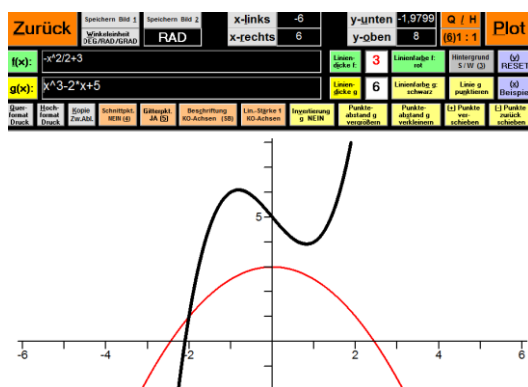 Zurück
Speichern Bild 1
Speichern Bild 2
Winkeleinheit
DEG/RAD/GRAD
RAD
x-links -6
x-rechts 6
y-unten -1,9799
y-oben 8
Q / H
(6)1 : 1
Plot
f(x): -x^2/2+3
Linien-
dicke f: 3
Linienfarbe f:
rot
Hintergrund
S / W (3)
(y)
RESET
g(x): x^3-2*x+5
Linien-
dicke g 6
Linienfarbe g:
schwarz
Linie g
punktieren
(x)
Beispie
Quer-
format
Druck
Hoch-
format
Druck
Kopie
Zw.Abl.
Schnittpkt.
NEIN (4)
Gitterpkt.
JA (5)
Beschriftung
KO-Achsen (SB)
Lin.-Stärke 1
KO-Achsen
Invertierung
g NEIN
Punkte-
abstand g
vergrößern
Punkte-
abstand g
verkleinern
(+) Punkte
ver-
schieben
(-) Punkte
zurück
schieben
5
-6 -4 -2 2 4 6